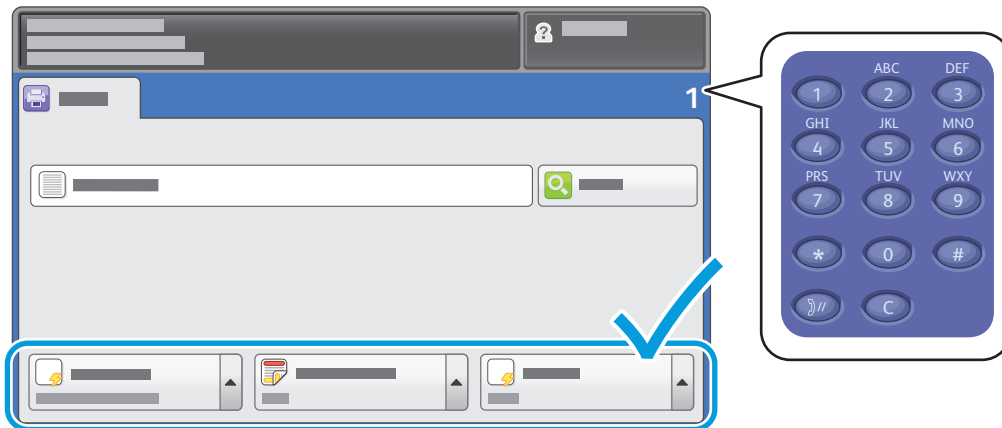 ?
1
ABC DEF
1 2 3
GHI JKL MNO
4 5 6
PRS TUV WXY
7 8 9
* 0 #
C